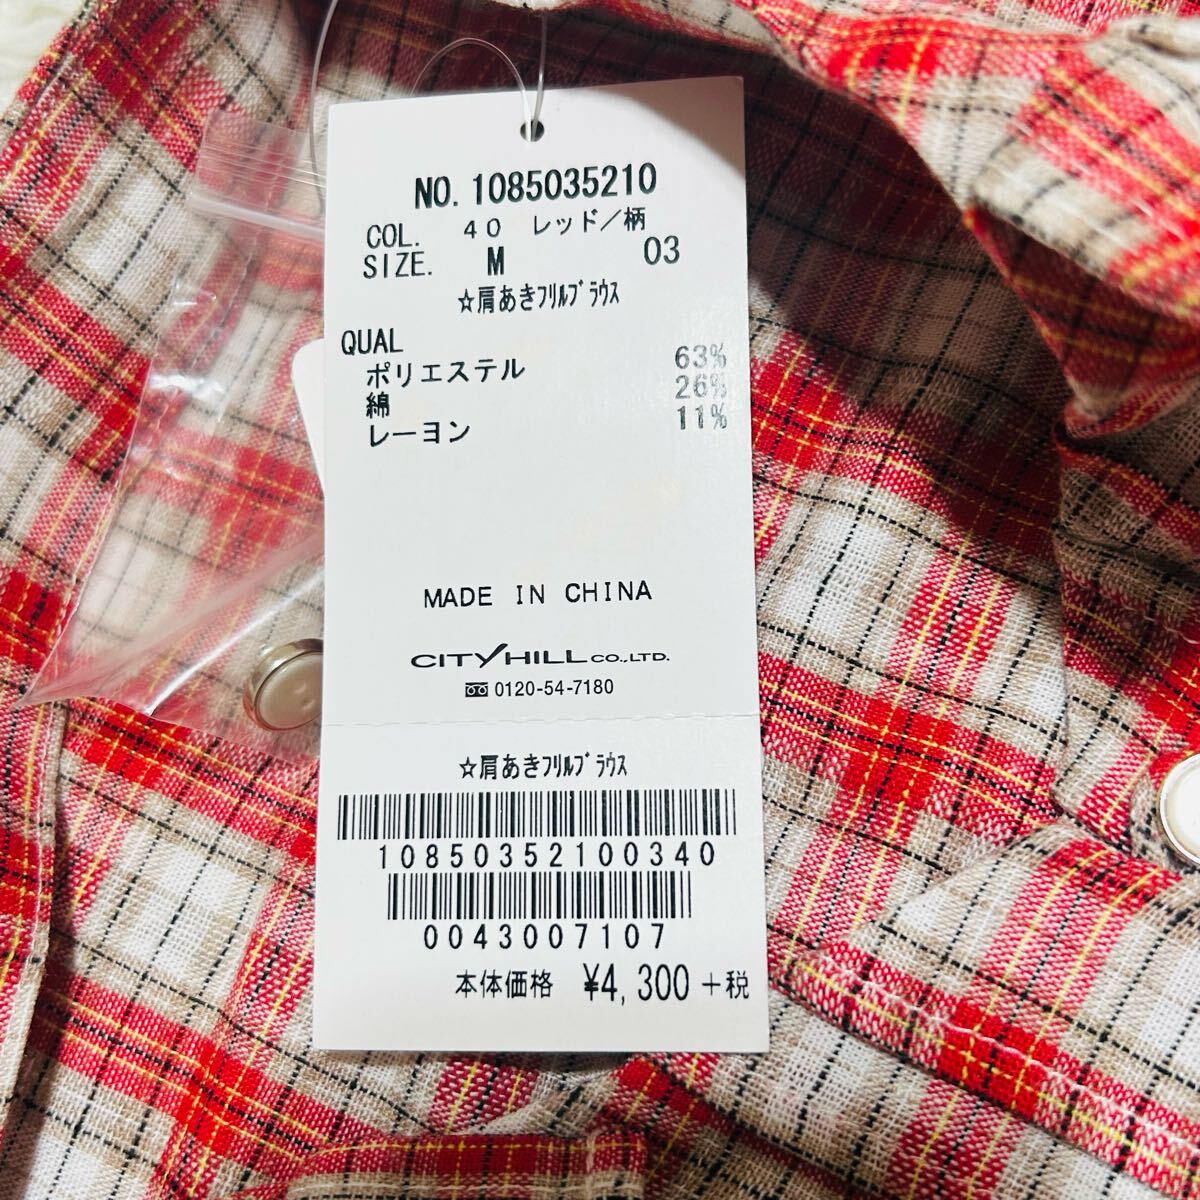 NO. 1085035210
COL. 40 レッド／柄
SIZE. M 03
☆肩あきﾌﾘﾙﾌﾞﾗｳｽ
QUAL
ポリエステル 63%
綿 26%
レーヨン 11%
MADE IN CHINA
CITY HILL CO.,LTD.
0120-54-7180
☆肩あきﾌﾘﾙﾌﾞﾗｳｽ
10850352100340
0043007107
本体価格 ¥4,300+税